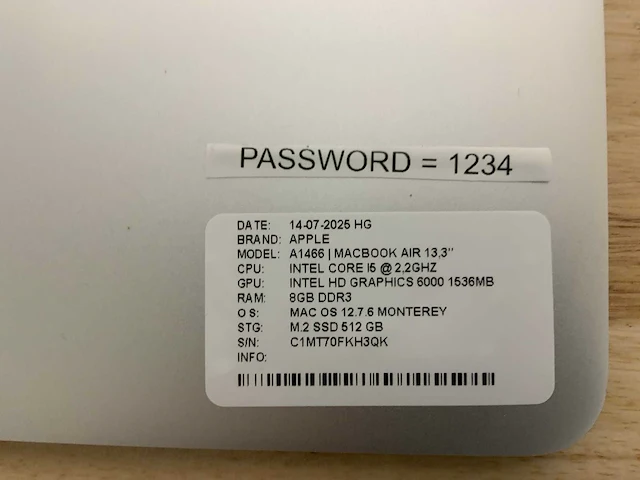 PASSWORD = 1234
DATE: 14-07-2025 HG
BRAND: APPLE
MODEL: A1466 | MACBOOK AIR 13,3''
CPU: INTEL CORE I5 @ 2,2GHZ
GPU: INTEL HD GRAPHICS 6000 1536MB
RAM: 8GB DDR3
O S: MAC OS 12.7.6 MONTEREY
STG: M.2 SSD 512 GB
S/N: C1MT70FKH3QK
INFO: